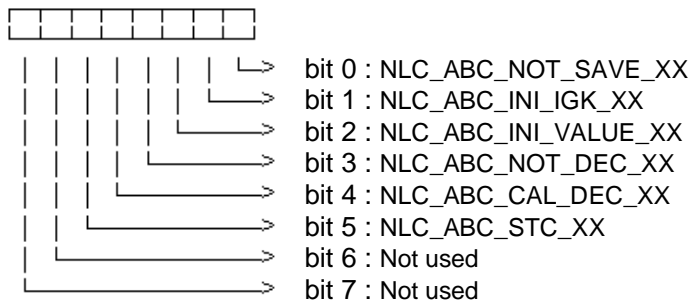 bit 0 : NLC_ABC_NOT_SAVE_XX
bit 1 : NLC_ABC_INI_IGK_XX
bit 2 : NLC_ABC_INI_VALUE_XX
bit 3 : NLC_ABC_NOT_DEC_XX
bit 4 : NLC_ABC_CAL_DEC_XX
bit 5 : NLC_ABC_STC_XX
bit 6 : Not used
bit 7 : Not used